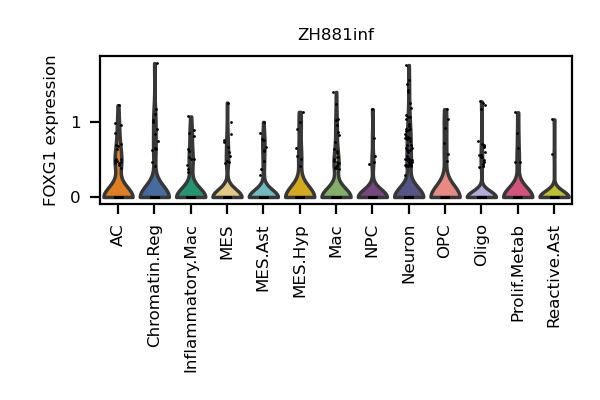 ZH881inf
FOXG1 expression
1
0
AC
Chromatin.Reg
Inflammatory.Mac
MES
MES.Ast
MES.Hyp
Mac
NPC
Neuron
OPC
Oligo
Prolif.Metab
Reactive.Ast